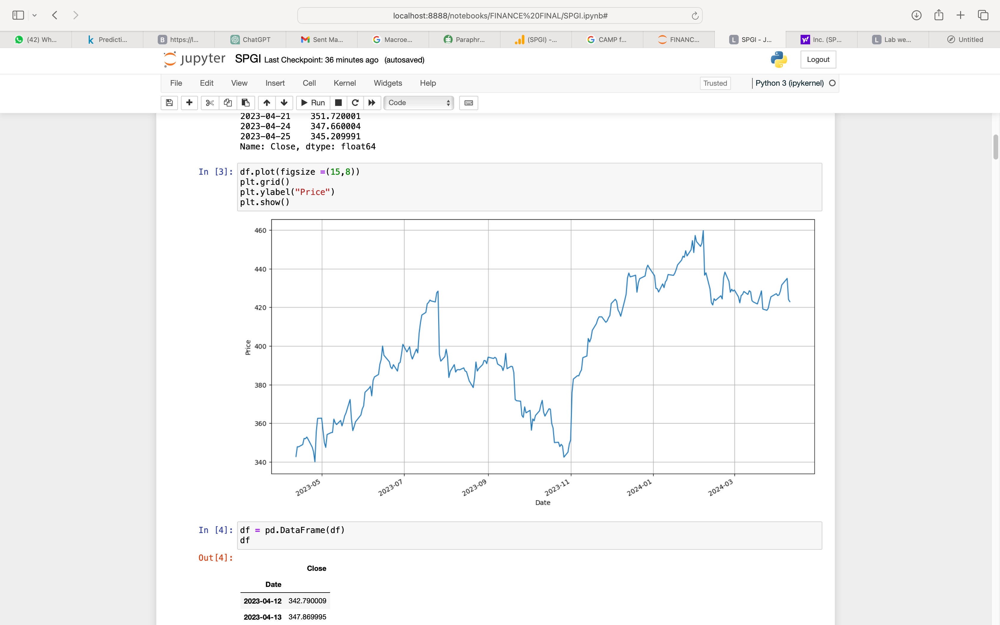 localhost:8888/notebooks/FINANCE%20FINAL/SPGI.ipynb#
(42) Wh...
k Predicti...
B https://l...
ChatGPT
Sent Ma...
G Macroe...
Paraphr...
(SPGI) -...
G CAMP f...
FINANC...
L SPGI - J...
y! Inc. (SP...
L Lab we...
Untitled
jupyter SPGI Last Checkpoint: 36 minutes ago (autosaved)
Logout
File Edit View Insert Cell Kernel Widgets Help
Trusted
Python 3 (ipykernel)
Run
Code
2023-04-21 351.720001
2023-04-24 347.660004
2023-04-25 345.209991
Name: Close, dtype: float64
In [3]: df.plot(figsize =(15,8))
plt.grid()
plt.ylabel("Price")
plt.show()
460
440
420
400
380
360
340
Price
2023-05
2023-07
2023-09
2023-11
2024-01
2024-03
Date
In [4]: df = pd.DataFrame(df)
df
Out[4]:
Close
Date
2023-04-12 342.790009
2023-04-13 347.869995